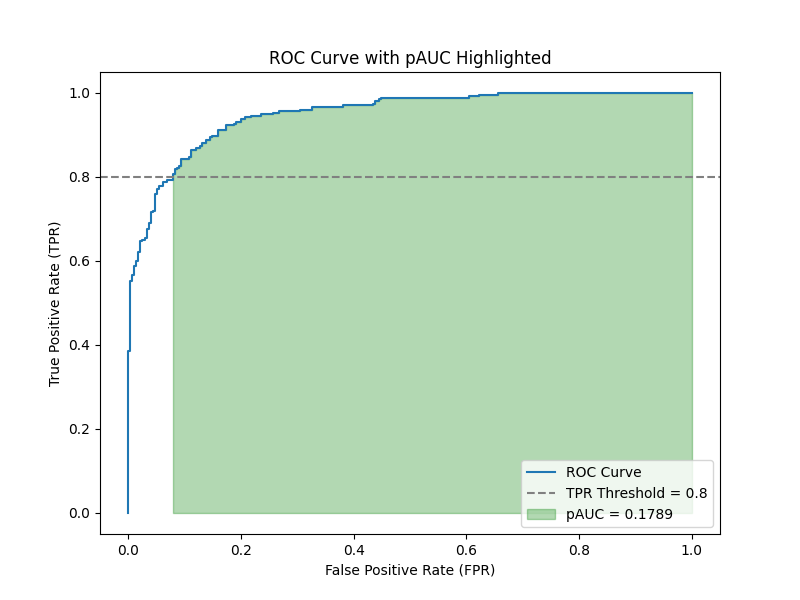 ROC Curve with pAUC Highlighted
True Positive Rate (TPR)
1.0
0.8
0.6
0.4
0.2
0.0
ROC Curve
TPR Threshold = 0.8
pAUC = 0.1789
0.0 0.2 0.4 0.6 0.8 1.0
False Positive Rate (FPR)